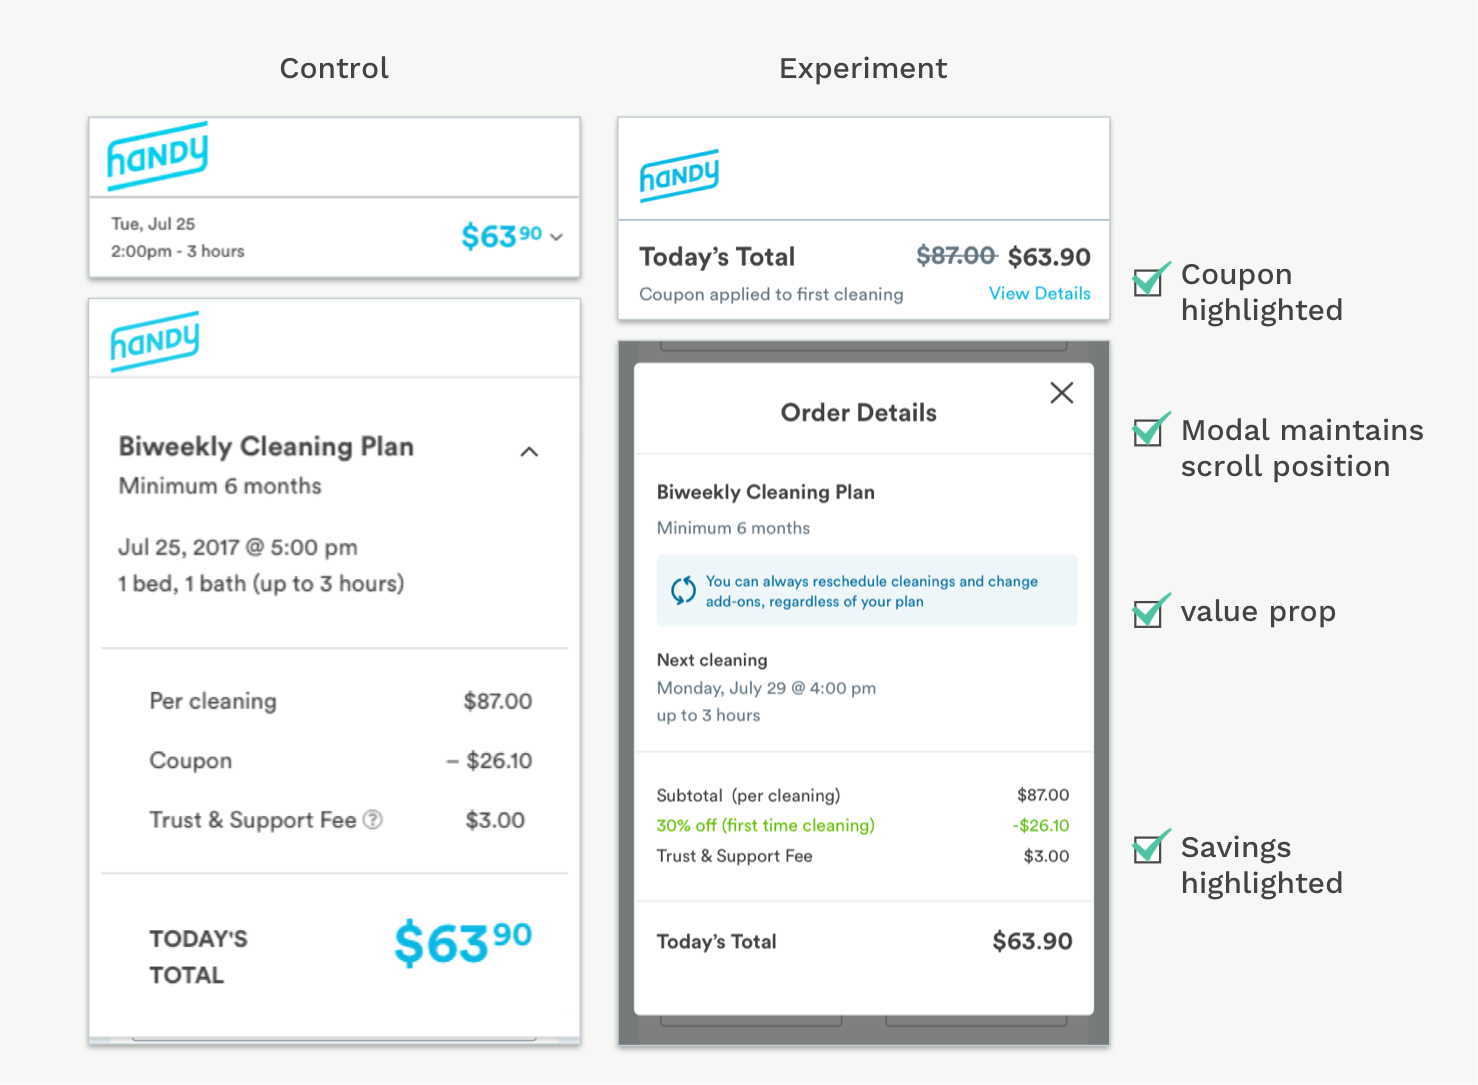 Control
handy
Tue, Jul 25
2:00pm - 3 hours
$63 90
handy
Biweekly Cleaning Plan
Minimum 6 months
Jul 25, 2017 @ 5:00 pm
1 bed, 1 bath (up to 3 hours)
Per cleaning $87.00
Coupon – $26.10
Trust & Support Fee ? $3.00
TODAY'S
TOTAL
$63 90
Experiment
handy
Today's Total $87.00 $63.90
Coupon applied to first cleaning View Details
Order Details
Biweekly Cleaning Plan
Minimum 6 months
You can always reschedule cleanings and change
add-ons, regardless of your plan
Next cleaning
Monday, July 29 @ 4:00 pm
up to 3 hours
Subtotal (per cleaning) $87.00
30% off (first time cleaning) -$26.10
Trust & Support Fee $3.00
Today's Total $63.90
Coupon
highlighted
Modal maintains
scroll position
value prop
Savings
highlighted